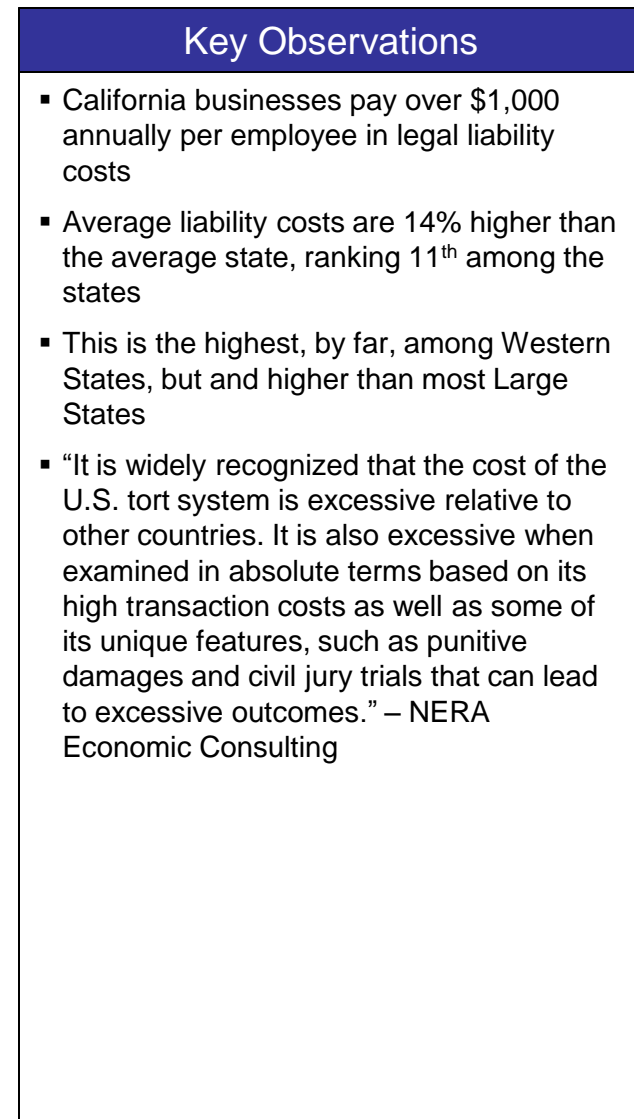 Key Observations
▪ California businesses pay over $1,000
annually per employee in legal liability
costs
▪ Average liability costs are 14% higher than
the average state, ranking 11th among the
states
▪ This is the highest, by far, among Western
States, but and higher than most Large
States
▪ “It is widely recognized that the cost of the
U.S. tort system is excessive relative to
other countries. It is also excessive when
examined in absolute terms based on its
high transaction costs as well as some of
its unique features, such as punitive
damages and civil jury trials that can lead
to excessive outcomes.” – NERA
Economic Consulting